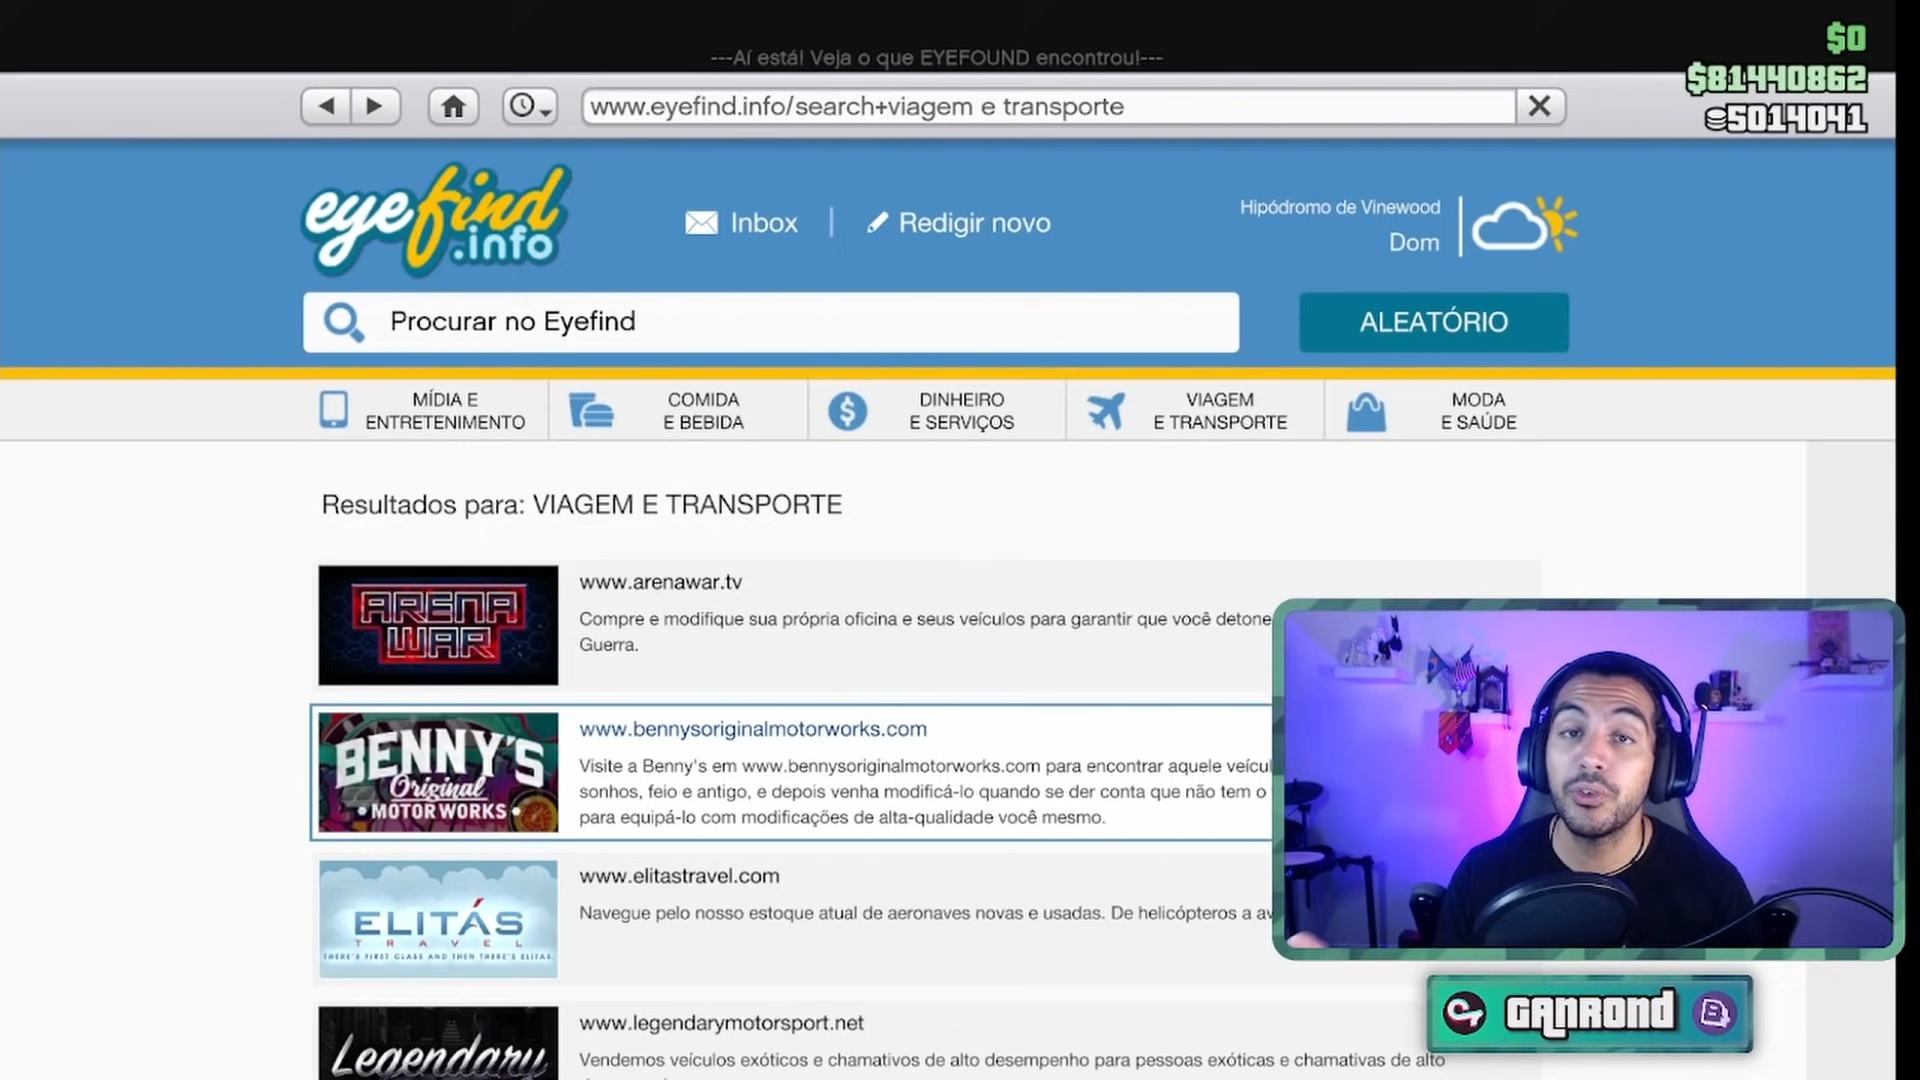 ---Aí está! Veja o que EYEFOUND encontrou!---
$0
$81440862
5014041
www.eyefind.info/search+viagem e transporte
eyefind
.info
Inbox
Redigir novo
Hipódromo de Vinewood
Dom
Procurar no Eyefind
ALEATÓRIO
MÍDIA E
ENTRETENIMENTO
COMIDA
E BEBIDA
DINHEIRO
E SERVIÇOS
VIAGEM
E TRANSPORTE
MODA
E SAÚDE
Resultados para: VIAGEM E TRANSPORTE
ARENA
WAR
www.arenawar.tv
Compre e modifique sua própria oficina e seus veículos para garantir que você detone
Guerra.
BENNY'S
Original
MOTOR WORKS
www.bennysoriginalmotorworks.com
Visite a Benny's em www.bennysoriginalmotorworks.com para encontrar aquele veícul
sonhos, feio e antigo, e depois venha modificá-lo quando se der conta que não tem o
para equipá-lo com modificações de alta-qualidade você mesmo.
ELITÁS
TRAVEL
THERE'S FIRST CLASS AND THEN THERE'S ELITAS.
www.elitastravel.com
Navegue pelo nosso estoque atual de aeronaves novas e usadas. De helicópteros a av
Legendary
www.legendarymotorsport.net
Vendemos veículos exóticos e chamativos de alto desempenho para pessoas exóticas e chamativas de alto
GANROND